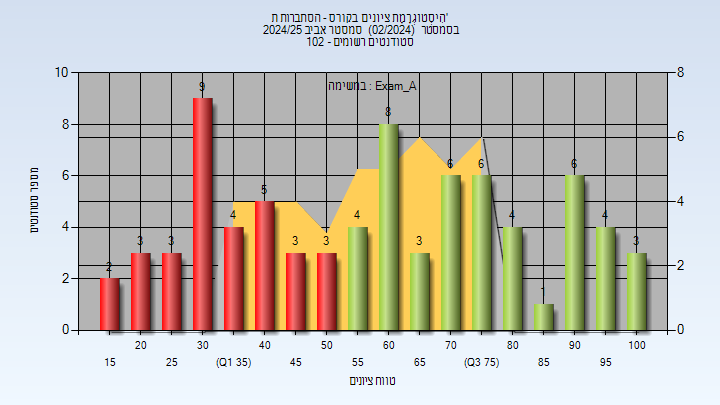 היסטוגרמת ציונים בקורס - הסתברות ת'
בסמסטר (02/2024) סמסטר אביב 2024/25
סטודנטים רשומים - 102
במשימה : Exam_A
10 8 6 4 2 0
מספר סטודנטים
8 6 4 2 0
2 3 3 9 4 5 3 3 4 8 3 6 6 4 1 6 4 3
20 30 40 50 60 70 80 90 100
15 25 (Q1 35) 45 55 65 (Q3 75) 85 95
טווח ציונים